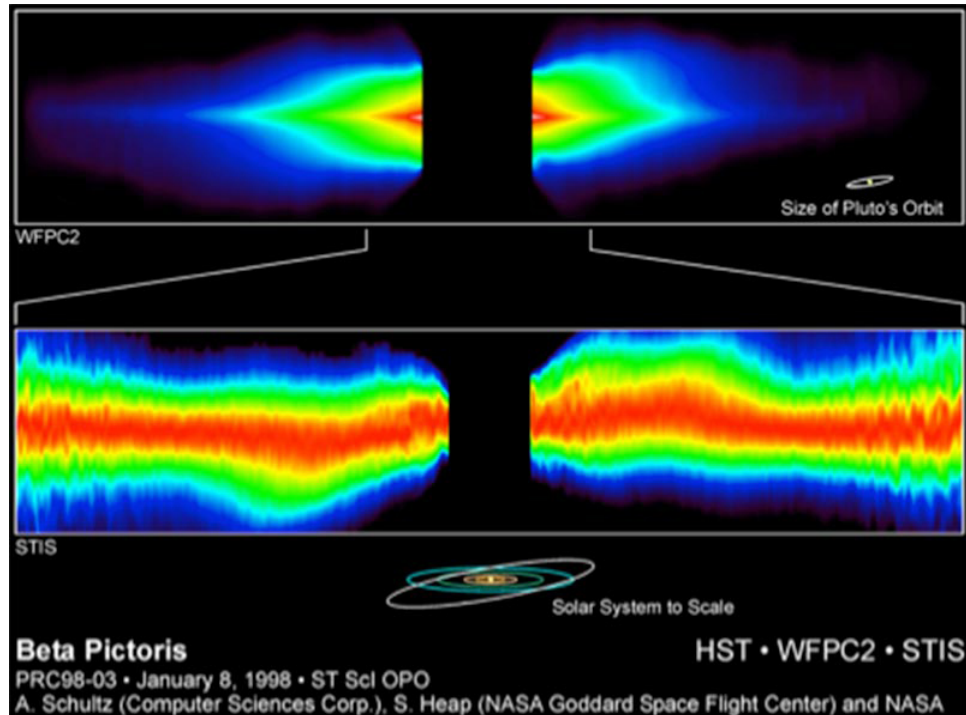 Size of Pluto's Orbit
WFPC2
STIS
Solar System to Scale
Beta Pictoris
HST • WFPC2 • STIS
PRC98-03 • January 8, 1998 • ST ScI OPO
A. Schultz (Computer Sciences Corp.), S. Heap (NASA Goddard Space Flight Center) and NASA